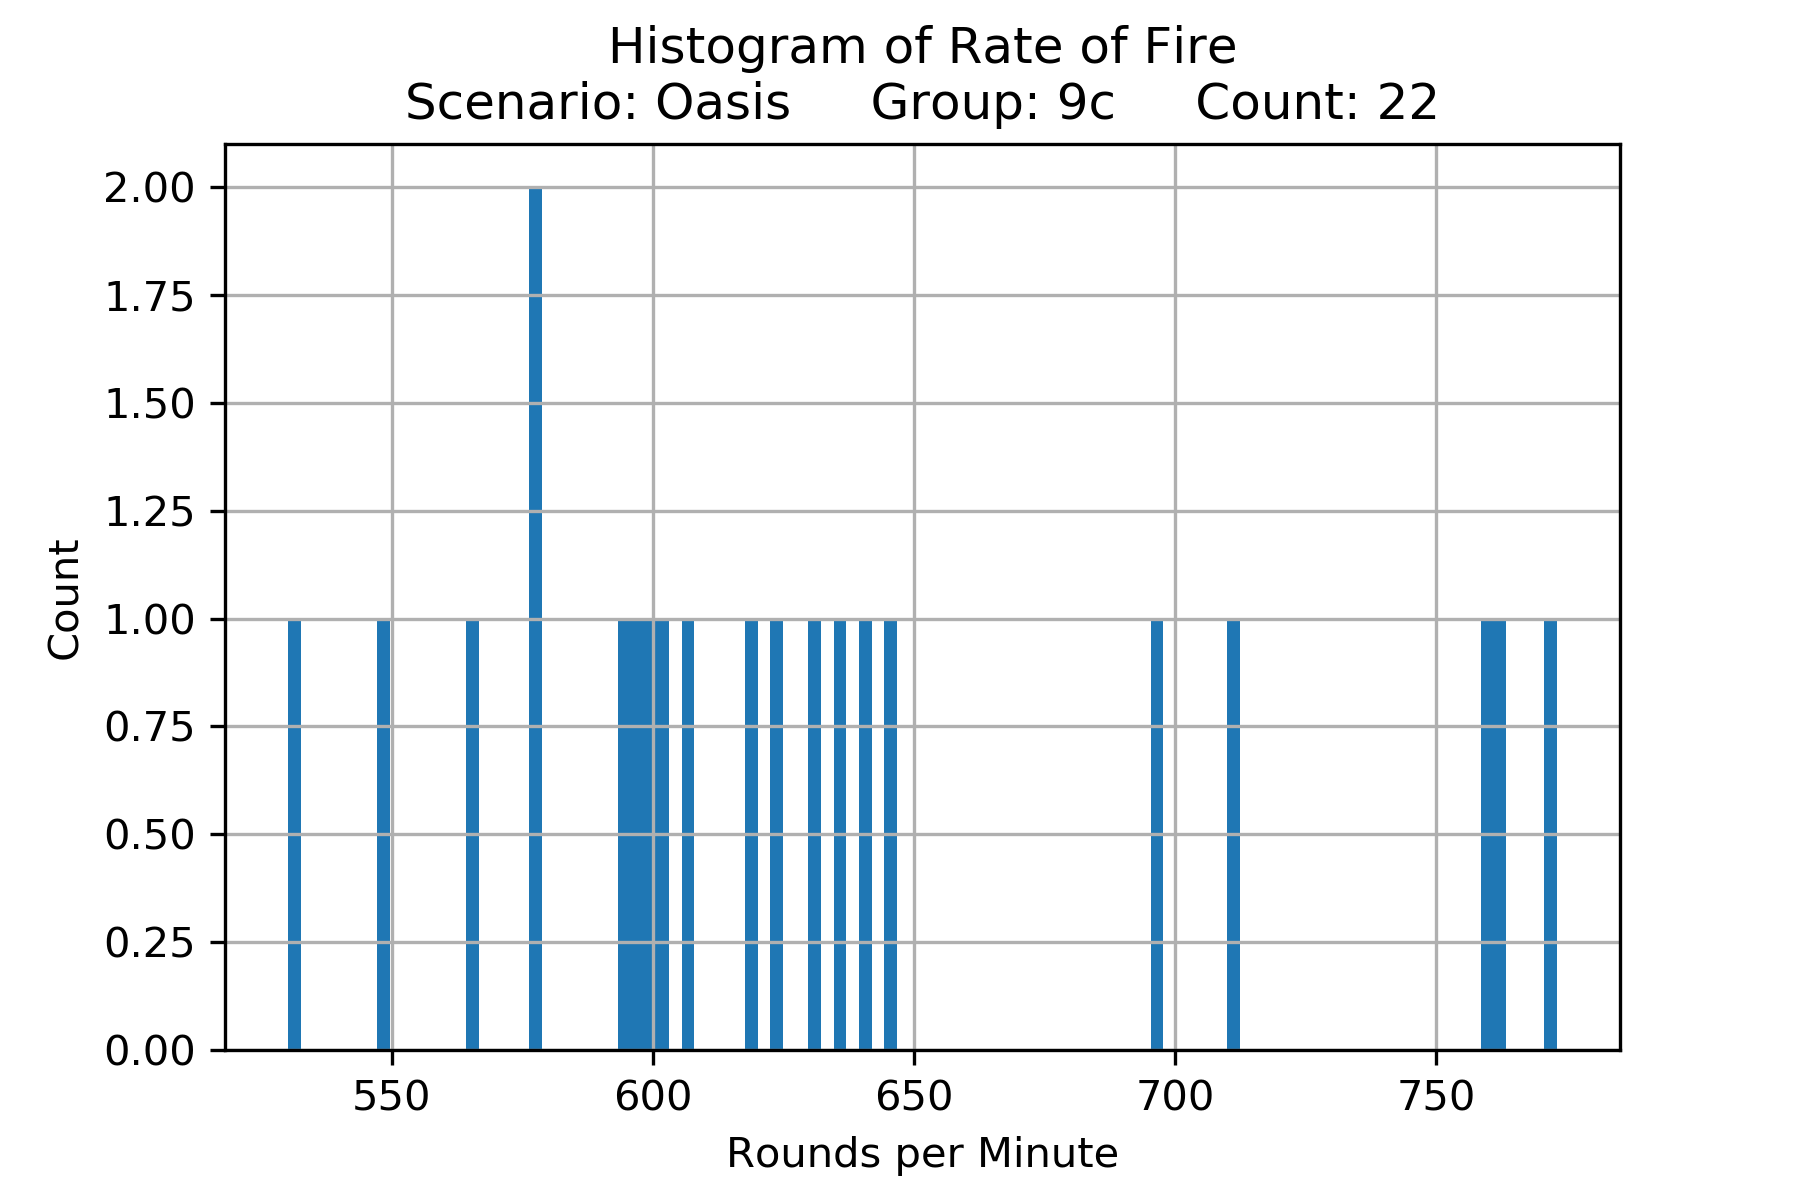 Histogram of Rate of Fire
Scenario: Oasis Group: 9c Count: 22
2.00
1.75
1.50
1.25
1.00
0.75
0.50
0.25
0.00
Count
550 600 650 700 750
Rounds per Minute